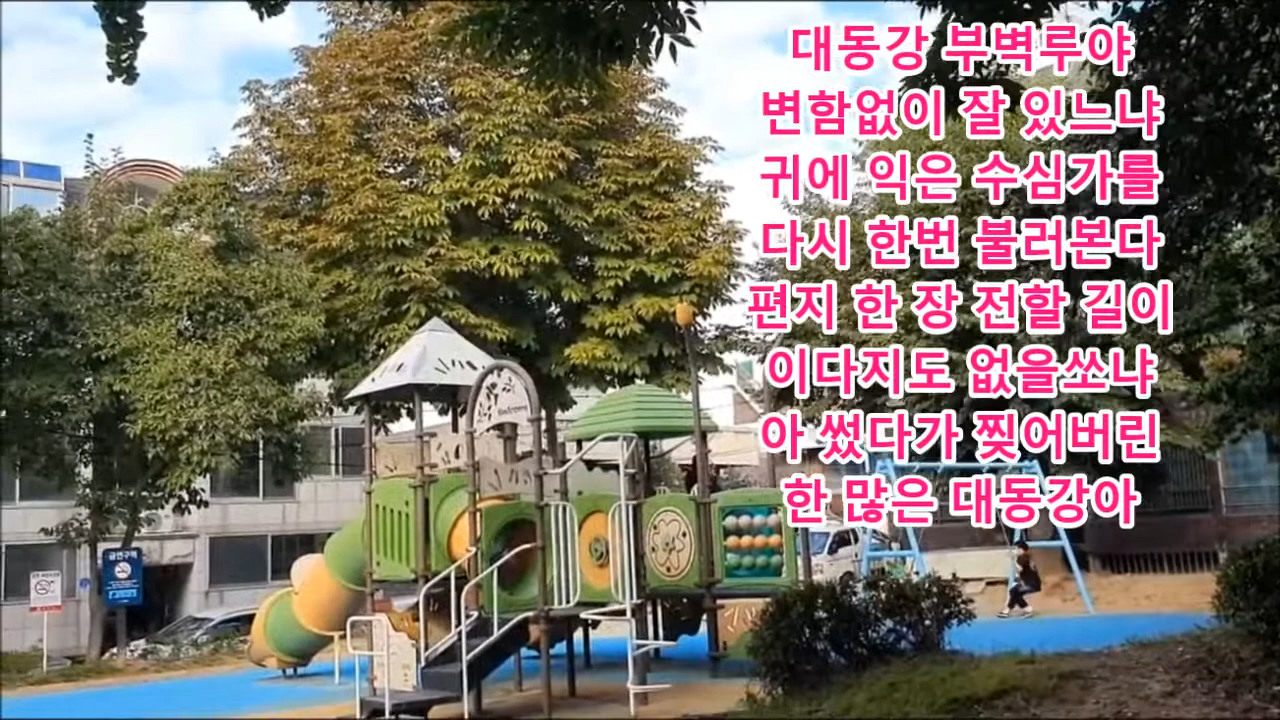 대동강 부벽루야
변함없이 잘 있느냐
귀에 익은 수심가를
다시 한번 불러본다
편지 한 장 전할 길이
이다지도 없을쏘냐
아 썼다가 찢어버린
한 많은 대동강아
금연구역